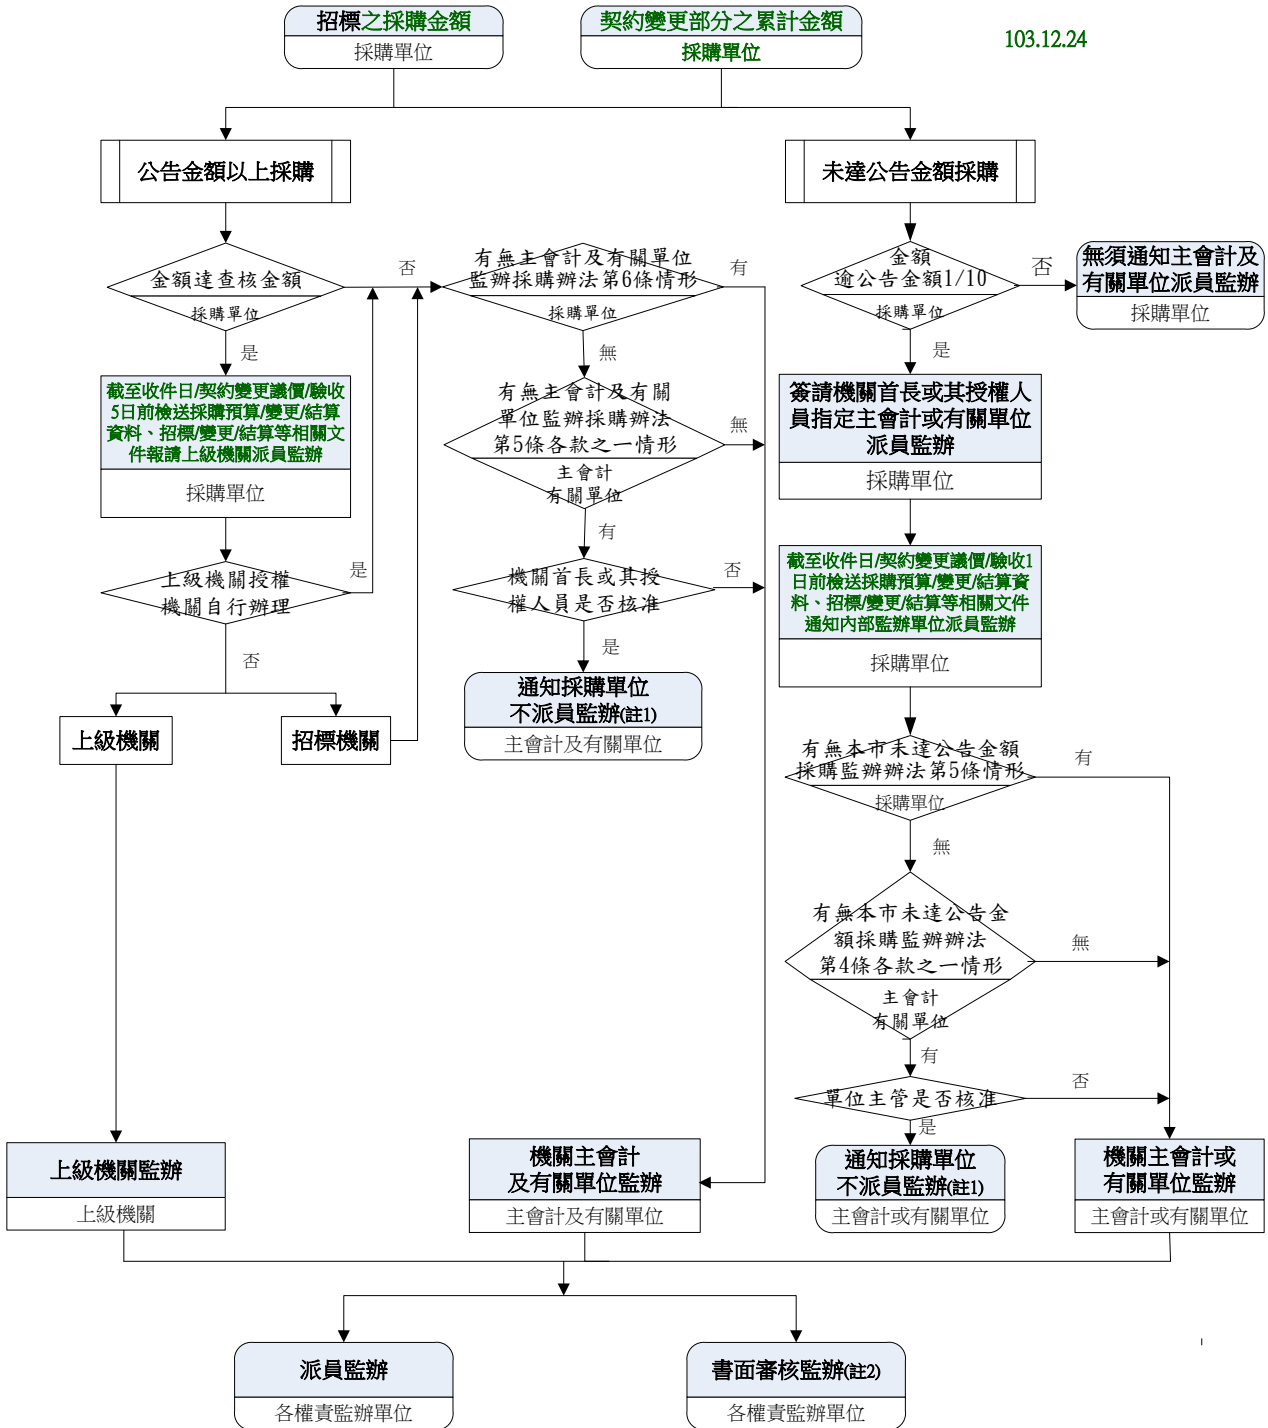 招標之採購金額
採購單位
契約變更部分之累計金額
採購單位
103.12.24
公告金額以上採購
未達公告金額採購
金額達查核金額
採購單位
否
有無主會計及有關單位
監辦採購辦法第6條情形
採購單位
有
金額
逾公告金額1/10
採購單位
否
無須通知主會計及
有關單位派員監辦
採購單位
是
無
是
截至收件日/契約變更議價/驗收
5日前檢送採購預算/變更/結算
資料、招標/變更/結算等相關文
件報請上級機關派員監辦
採購單位
有無主會計及有關
單位監辦採購辦法
第5條各款之一情形
主會計
有關單位
無
簽請機關首長或其授權人
員指定主會計或有關單位
派員監辦
採購單位
有
上級機關授權
機關自行辦理
是
機關首長或其授
權人員是否核准
否
截至收件日/契約變更議價/驗收1
日前檢送採購預算/變更/結算資
料、招標/變更/結算等相關文件
通知內部監辦單位派員監辦
採購單位
否
是
上級機關
招標機關
通知採購單位
不派員監辦(註1)
主會計及有關單位
有無本市未達公告金額
採購監辦辦法第5條情形
採購單位
有
無
有無本市未達公告金
額採購監辦辦法
第4條各款之一情形
主會計
有關單位
無
有
單位主管是否核准
否
是
上級機關監辦
上級機關
機關主會計
及有關單位監辦
主會計及有關單位
通知採購單位
不派員監辦(註1)
主會計或有關單位
機關主會計或
有關單位監辦
主會計或有關單位
派員監辦
各權責監辦單位
書面審核監辦(註2)
各權責監辦單位